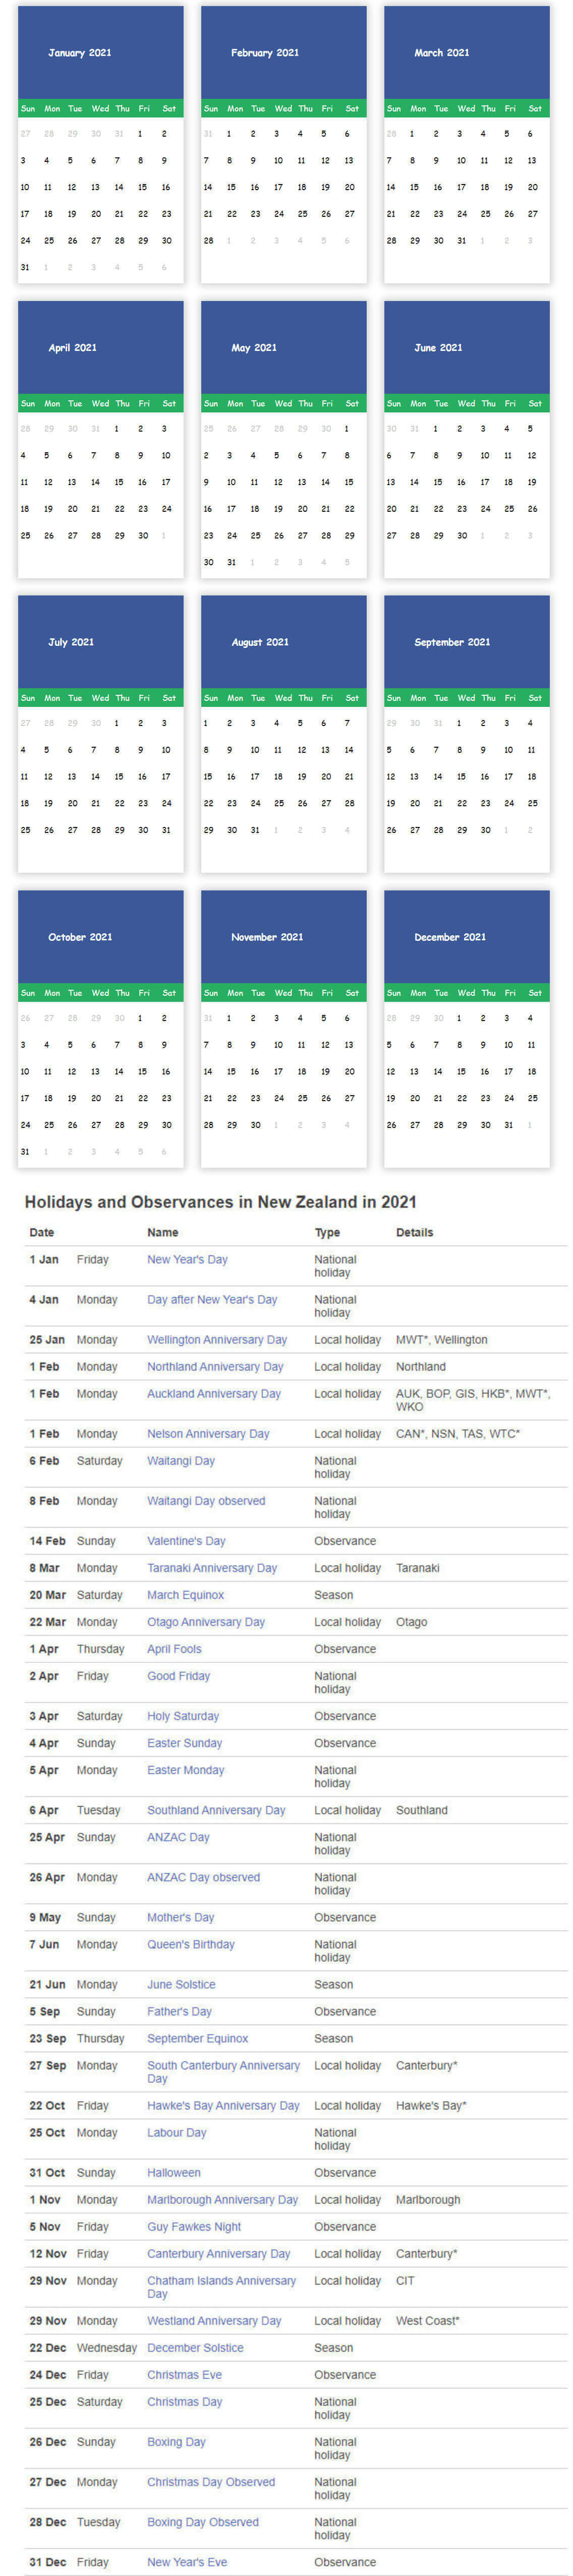 January 2021
Sun Mon Tue Wed Thu Fri Sat
27 28 29 30 31 1 2
3 4 5 6 7 8 9
10 11 12 13 14 15 16
17 18 19 20 21 22 23
24 25 26 27 28 29 30
31 1 2 3 4 5 6
February 2021
Sun Mon Tue Wed Thu Fri Sat
31 1 2 3 4 5 6
7 8 9 10 11 12 13
14 15 16 17 18 19 20
21 22 23 24 25 26 27
28 1 2 3 4 5 6
March 2021
Sun Mon Tue Wed Thu Fri Sat
28 1 2 3 4 5 6
7 8 9 10 11 12 13
14 15 16 17 18 19 20
21 22 23 24 25 26 27
28 29 30 31 1 2 3
April 2021
Sun Mon Tue Wed Thu Fri Sat
28 29 30 31 1 2 3
4 5 6 7 8 9 10
11 12 13 14 15 16 17
18 19 20 21 22 23 24
25 26 27 28 29 30 1
May 2021
Sun Mon Tue Wed Thu Fri Sat
25 26 27 28 29 30 1
2 3 4 5 6 7 8
9 10 11 12 13 14 15
16 17 18 19 20 21 22
23 24 25 26 27 28 29
30 31 1 2 3 4 5
June 2021
Sun Mon Tue Wed Thu Fri Sat
30 31 1 2 3 4 5
6 7 8 9 10 11 12
13 14 15 16 17 18 19
20 21 22 23 24 25 26
27 28 29 30 1 2 3
July 2021
Sun Mon Tue Wed Thu Fri Sat
27 28 29 30 1 2 3
4 5 6 7 8 9 10
11 12 13 14 15 16 17
18 19 20 21 22 23 24
25 26 27 28 29 30 31
August 2021
Sun Mon Tue Wed Thu Fri Sat
1 2 3 4 5 6 7
8 9 10 11 12 13 14
15 16 17 18 19 20 21
22 23 24 25 26 27 28
29 30 31 1 2 3 4
September 2021
Sun Mon Tue Wed Thu Fri Sat
29 30 31 1 2 3 4
5 6 7 8 9 10 11
12 13 14 15 16 17 18
19 20 21 22 23 24 25
26 27 28 29 30 1 2
October 2021
Sun Mon Tue Wed Thu Fri Sat
26 27 28 29 30 1 2
3 4 5 6 7 8 9
10 11 12 13 14 15 16
17 18 19 20 21 22 23
24 25 26 27 28 29 30
31 1 2 3 4 5 6
November 2021
Sun Mon Tue Wed Thu Fri Sat
31 1 2 3 4 5 6
7 8 9 10 11 12 13
14 15 16 17 18 19 20
21 22 23 24 25 26 27
28 29 30 1 2 3 4
December 2021
Sun Mon Tue Wed Thu Fri Sat
28 29 30 1 2 3 4
5 6 7 8 9 10 11
12 13 14 15 16 17 18
19 20 21 22 23 24 25
26 27 28 29 30 31 1
Holidays and Observances in New Zealand in 2021
Date Name Type Details
1 Jan Friday New Year's Day National
holiday
4 Jan Monday Day after New Year's Day National
holiday
25 Jan Monday Wellington Anniversary Day Local holiday MWT*, Wellington
1 Feb Monday Northland Anniversary Day Local holiday Northland
1 Feb Monday Auckland Anniversary Day Local holiday AUK, BOP, GIS, HKB*, MWT*,
WKO
1 Feb Monday Nelson Anniversary Day Local holiday CAN*, NSN, TAS, WTC*
6 Feb Saturday Waitangi Day National
holiday
8 Feb Monday Waitangi Day observed National
holiday
14 Feb Sunday Valentine's Day Observance
8 Mar Monday Taranaki Anniversary Day Local holiday Taranaki
20 Mar Saturday March Equinox Season
22 Mar Monday Otago Anniversary Day Local holiday Otago
1 Apr Thursday April Fools Observance
2 Apr Friday Good Friday National
holiday
3 Apr Saturday Holy Saturday Observance
4 Apr Sunday Easter Sunday Observance
5 Apr Monday Easter Monday National
holiday
6 Apr Tuesday Southland Anniversary Day Local holiday Southland
25 Apr Sunday ANZAC Day National
holiday
26 Apr Monday ANZAC Day observed National
holiday
9 May Sunday Mother's Day Observance
7 Jun Monday Queen's Birthday National
holiday
21 Jun Monday June Solstice Season
5 Sep Sunday Father's Day Observance
23 Sep Thursday September Equinox Season
27 Sep Monday South Canterbury Anniversary Local holiday Canterbury*
Day
22 Oct Friday Hawke's Bay Anniversary Day Local holiday Hawke's Bay*
25 Oct Monday Labour Day National
holiday
31 Oct Sunday Halloween Observance
1 Nov Monday Marlborough Anniversary Day Local holiday Marlborough
5 Nov Friday Guy Fawkes Night Observance
12 Nov Friday Canterbury Anniversary Day Local holiday Canterbury*
29 Nov Monday Chatham Islands Anniversary Local holiday CIT
Day
29 Nov Monday Westland Anniversary Day Local holiday West Coast*
22 Dec Wednesday December Solstice Season
24 Dec Friday Christmas Eve Observance
25 Dec Saturday Christmas Day National
holiday
26 Dec Sunday Boxing Day National
holiday
27 Dec Monday Christmas Day Observed National
holiday
28 Dec Tuesday Boxing Day Observed National
holiday
31 Dec Friday New Year's Eve Observance